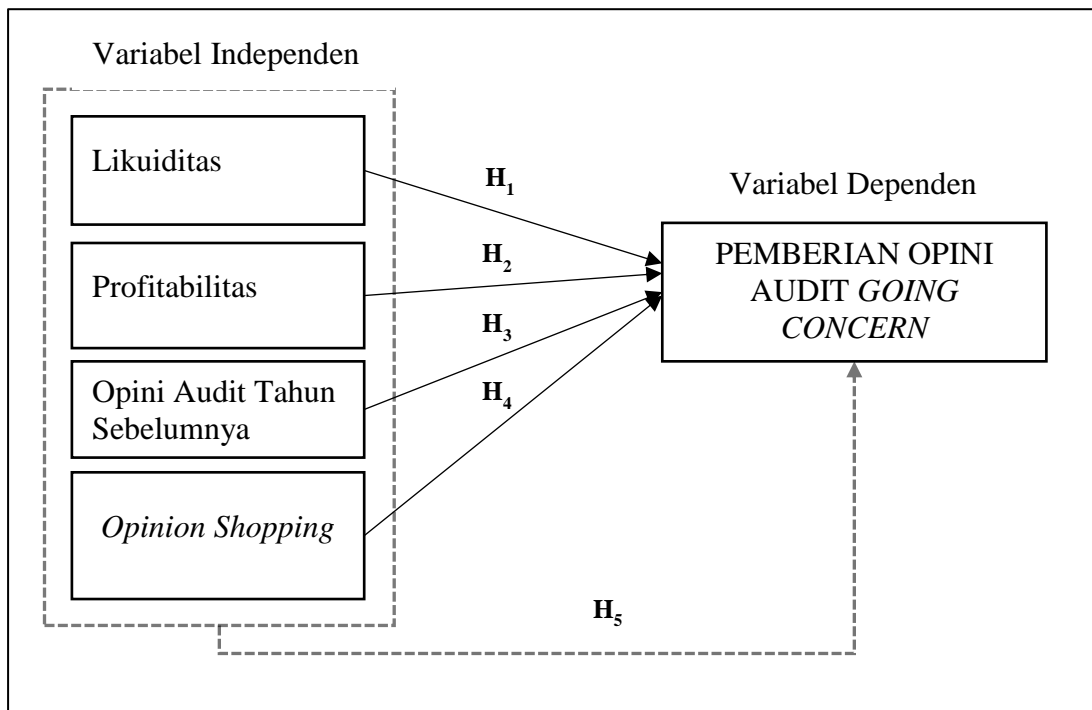 Variabel Independen
Likuiditas
Profitabilitas
Opini Audit Tahun
Sebelumnya
Opinion Shopping
H₁
H₂
H₃
H₄
H₅
Variabel Dependen
PEMBERIAN OPINI
AUDIT GOING
CONCERN